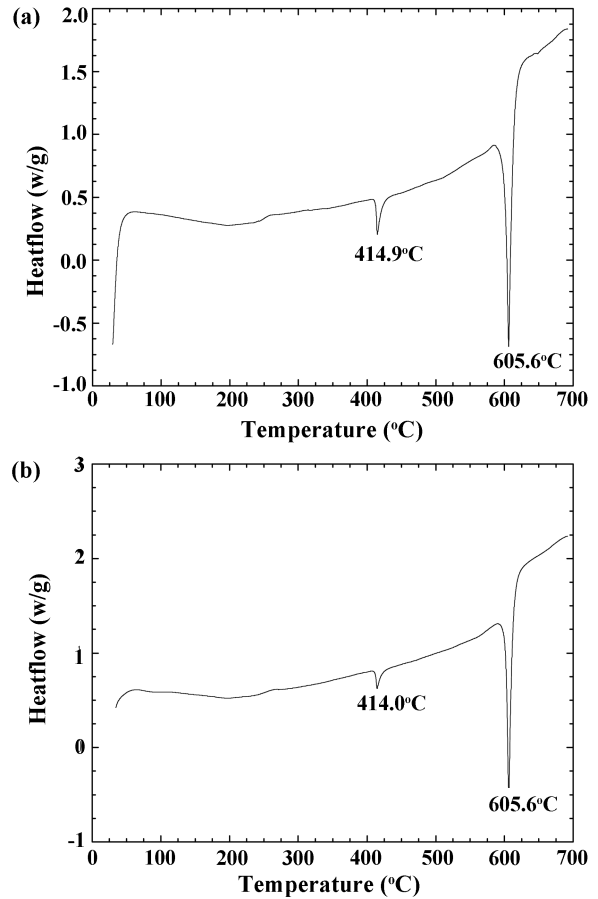 (a)
2.0
1.5
1.0
0.5
0.0
-0.5
-1.0
Heatflow (w/g)
414.9°C
605.6°C
0 100 200 300 400 500 600 700
Temperature (°C)
(b)
3
2
1
0
-1
Heatflow (w/g)
414.0°C
605.6°C
0 100 200 300 400 500 600 700
Temperature (°C)